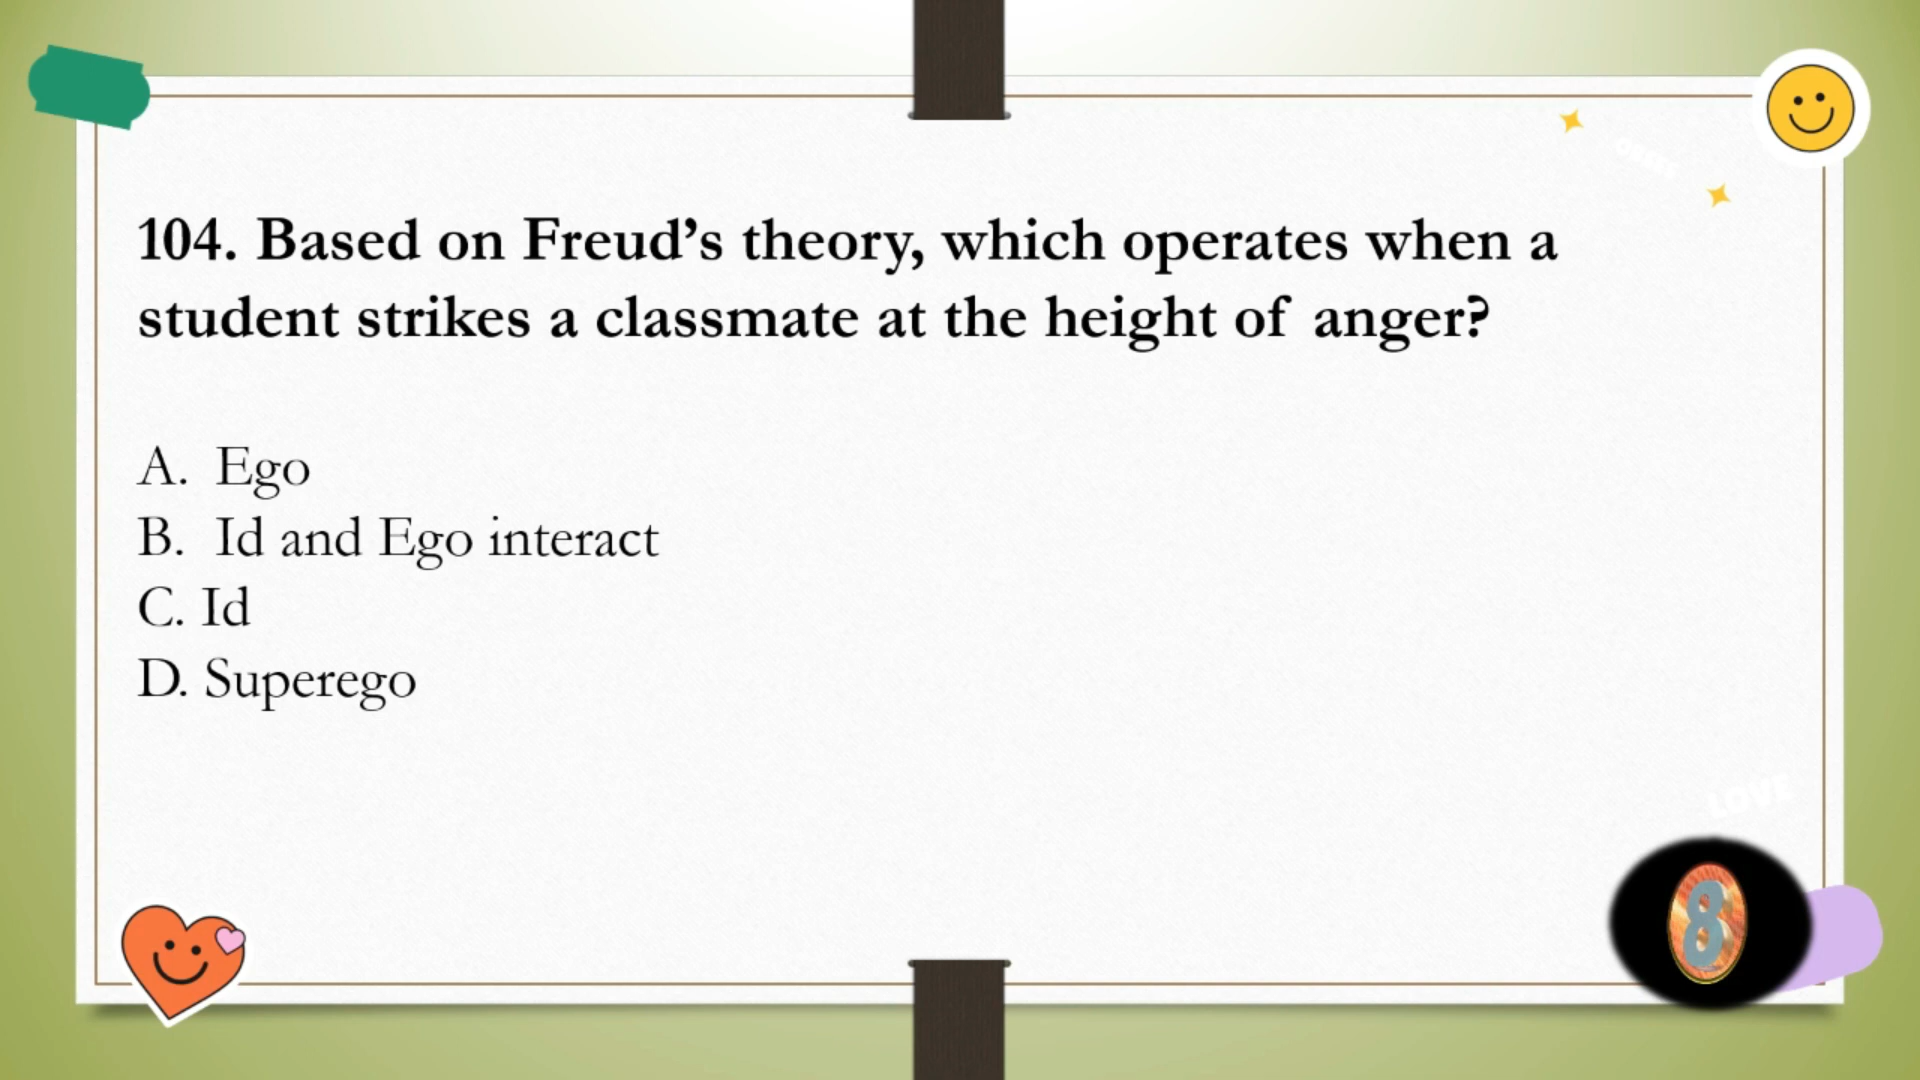 104. Based on Freud’s theory, which operates when a
student strikes a classmate at the height of anger?
A. Ego
B. Id and Ego interact
C. Id
D. Superego
LOVE
8